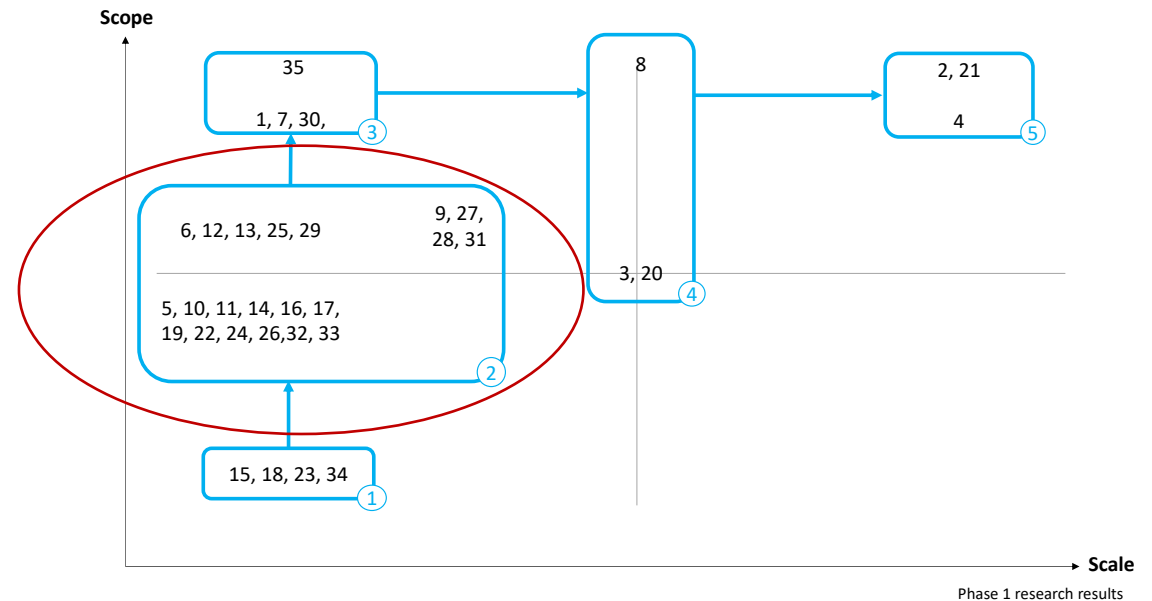 Scope
35
1, 7, 30,
3
8
2, 21
4
5
6, 12, 13, 25, 29
9, 27,
28, 31
3, 20
4
5, 10, 11, 14, 16, 17,
19, 22, 24, 26,32, 33
2
15, 18, 23, 34
1
Scale
Phase 1 research results